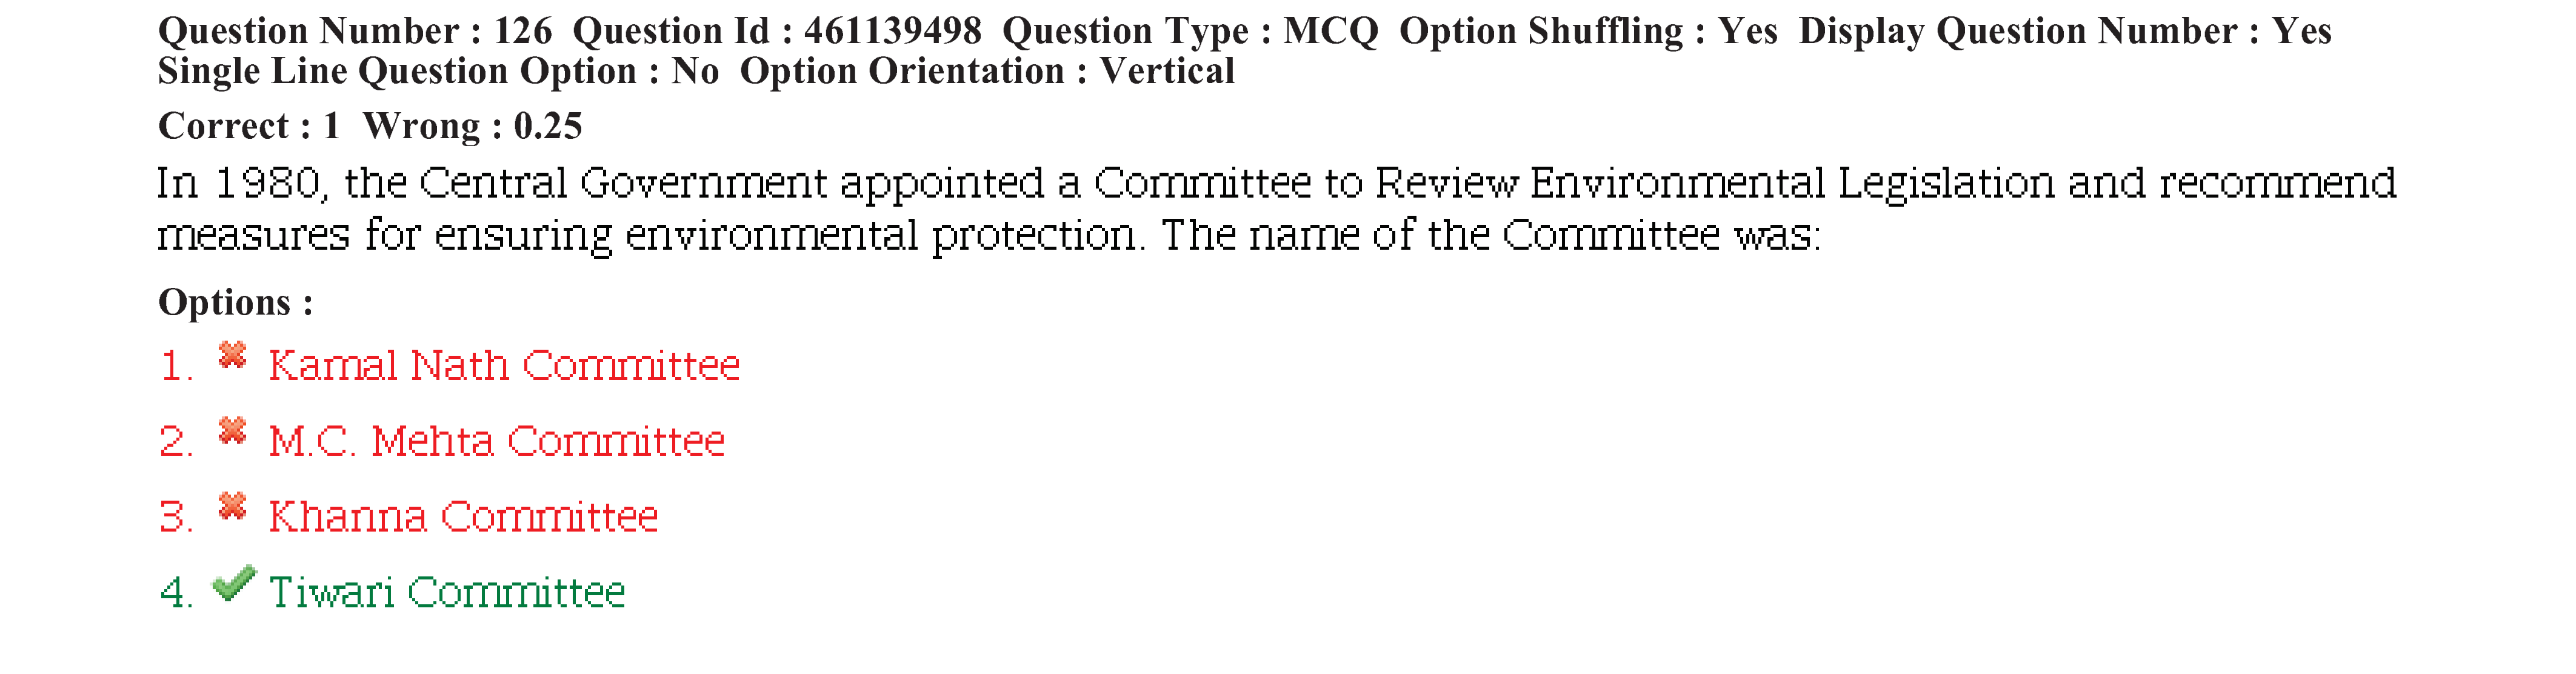 Question Number : 126 Question Id : 461139498 Question Type : MCQ Option Shuffling : Yes Display Question Number : Yes
Single Line Question Option : No Option Orientation : Vertical
Correct : 1 Wrong : 0.25
In 1980, the Central Government appointed a Committee to Review Environmental Legislation and recommend
measures for ensuring environmental protection. The name of the Committee was:
Options :
1. Kamal Nath Committee
2. M.C. Mehta Committee
3. Khanna Committee
4. Tiwari Committee